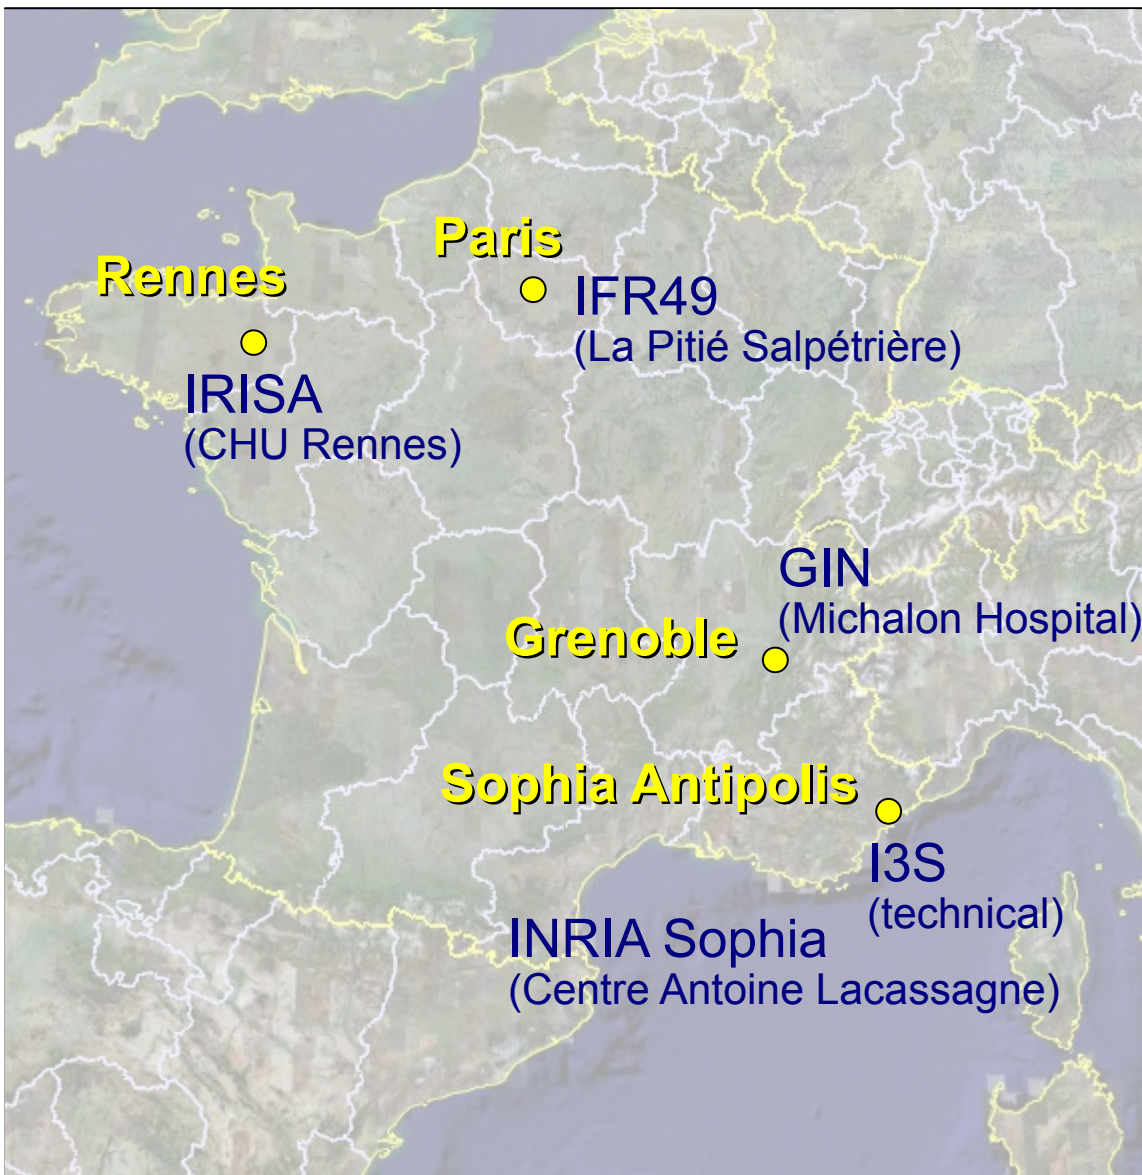 Paris
Rennes
IFR49
(La Pitié Salpétrière)
IRISA
(CHU Rennes)
GIN
(Michalon Hospital)
Grenoble
Sophia Antipolis
I3S
(technical)
INRIA Sophia
(Centre Antoine Lacassagne)